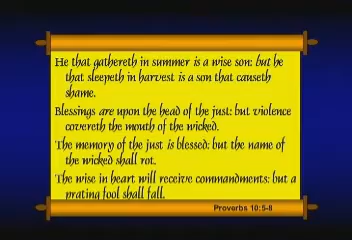 He that gathereth in summer is a wise son: but he
that sleepeth in harvest is a son that causeth
shame.
Blessings are upon the head of the just: but violence
covereth the mouth of the wicked.
The memory of the just is blessed: but the name of
the wicked shall rot.
The wise in heart will receive commandments: but a
prating fool shall fall.
Proverbs 10:5-8